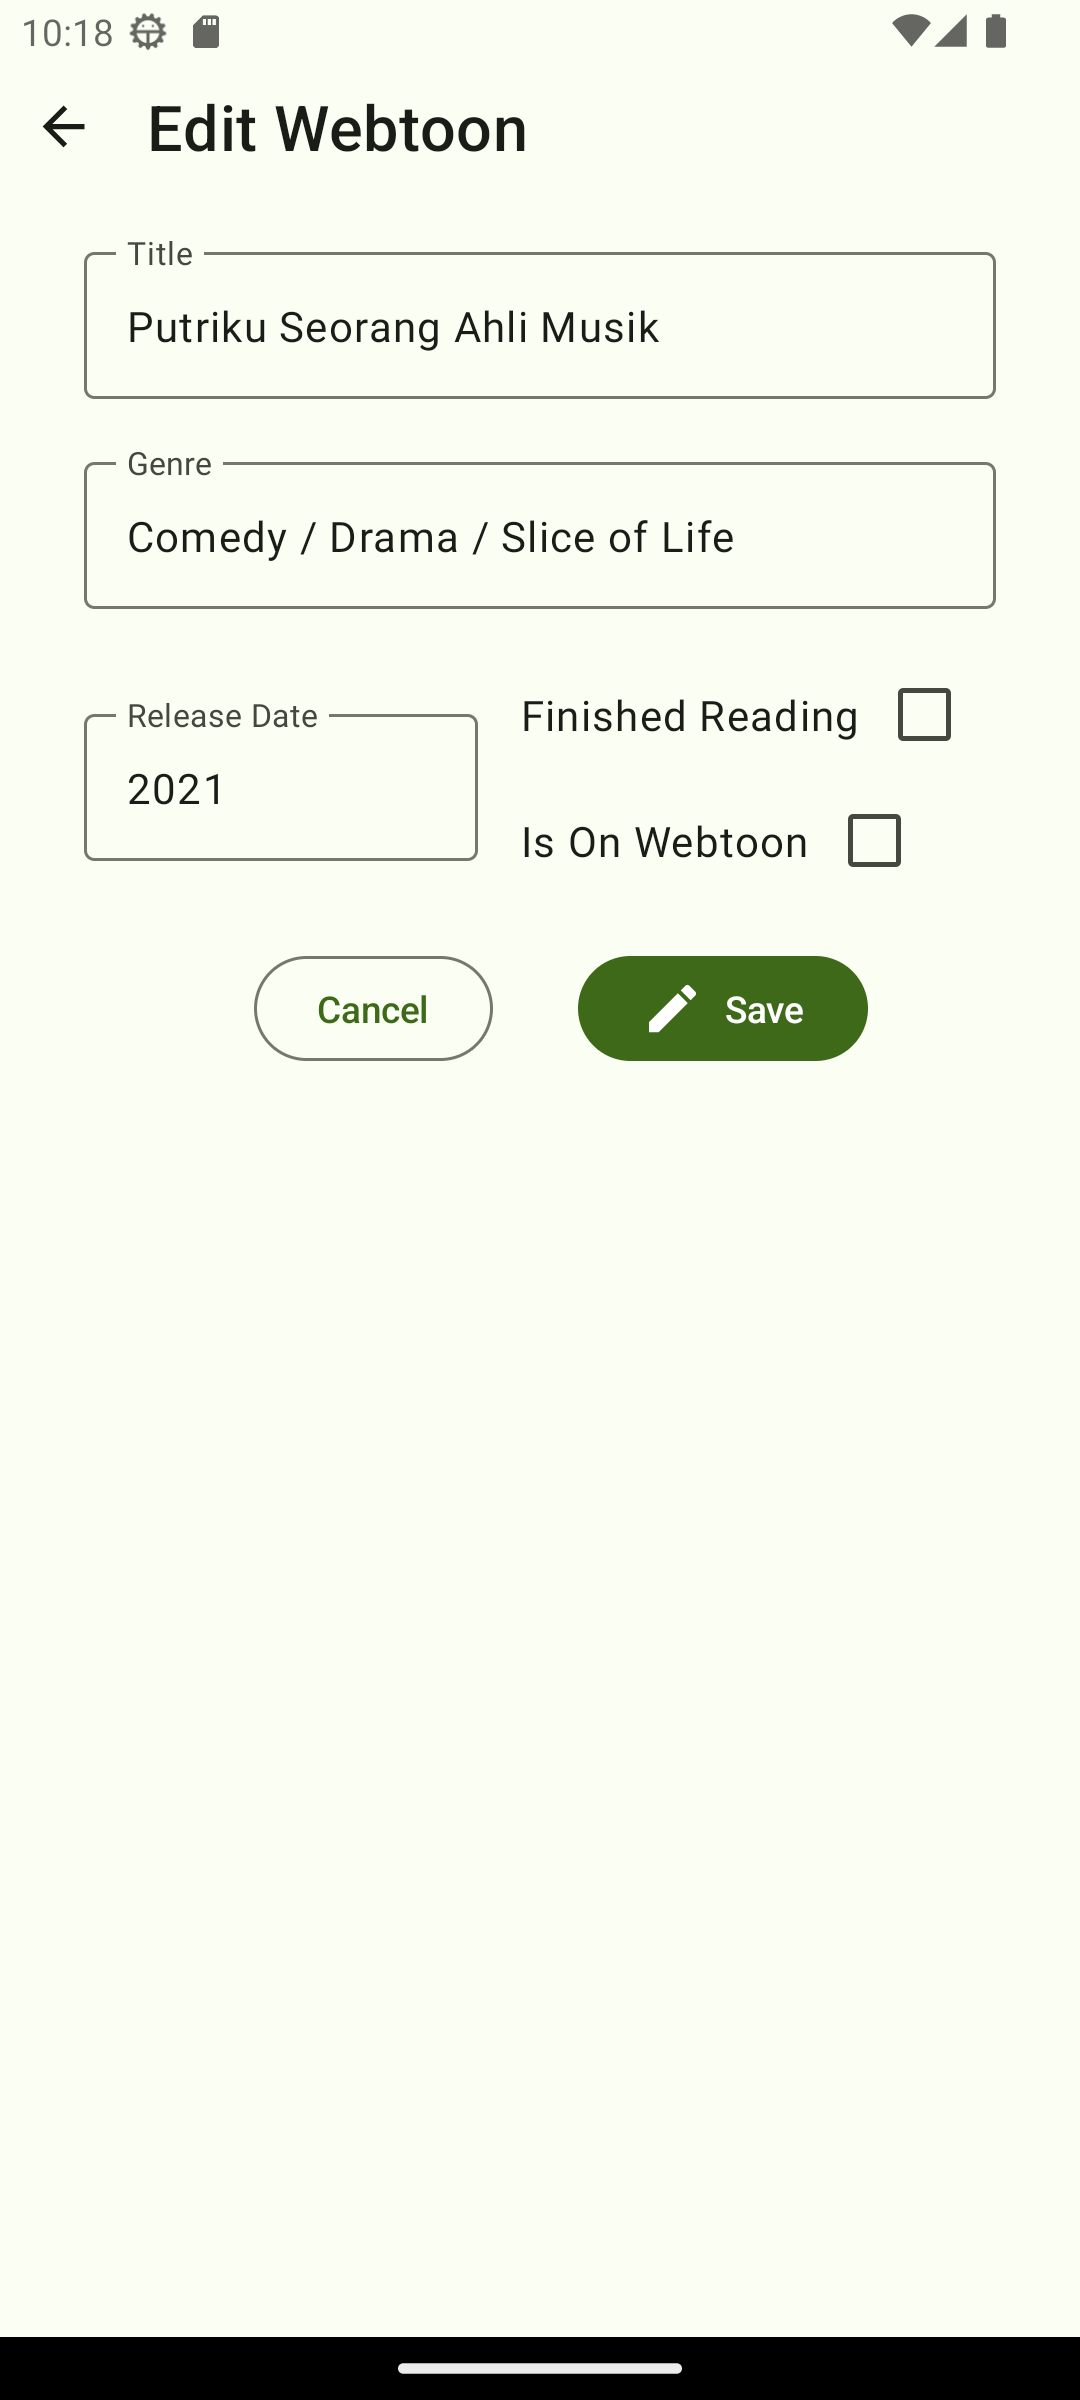 10:18
Edit Webtoon
Title
Putriku Seorang Ahli Musik
Genre
Comedy / Drama / Slice of Life
Release Date
2021
Finished Reading
Is On Webtoon
Cancel
Save